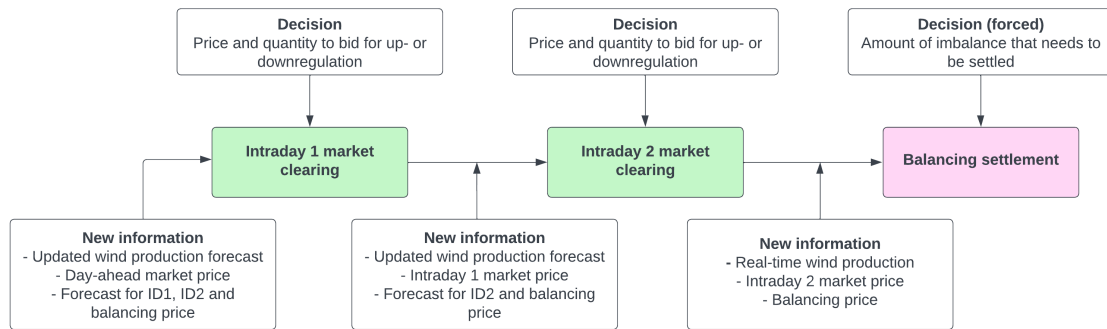 Decision
Price and quantity to bid for up- or
downregulation
Decision
Price and quantity to bid for up- or
downregulation
Decision (forced)
Amount of imbalance that needs to
be settled
Intraday 1 market
clearing
Intraday 2 market
clearing
Balancing settlement
New information
- Updated wind production forecast
- Day-ahead market price
- Forecast for ID1, ID2 and
balancing price
New information
- Updated wind production forecast
- Intraday 1 market price
- Forecast for ID2 and balancing
price
New information
- Real-time wind production
- Intraday 2 market price
- Balancing price